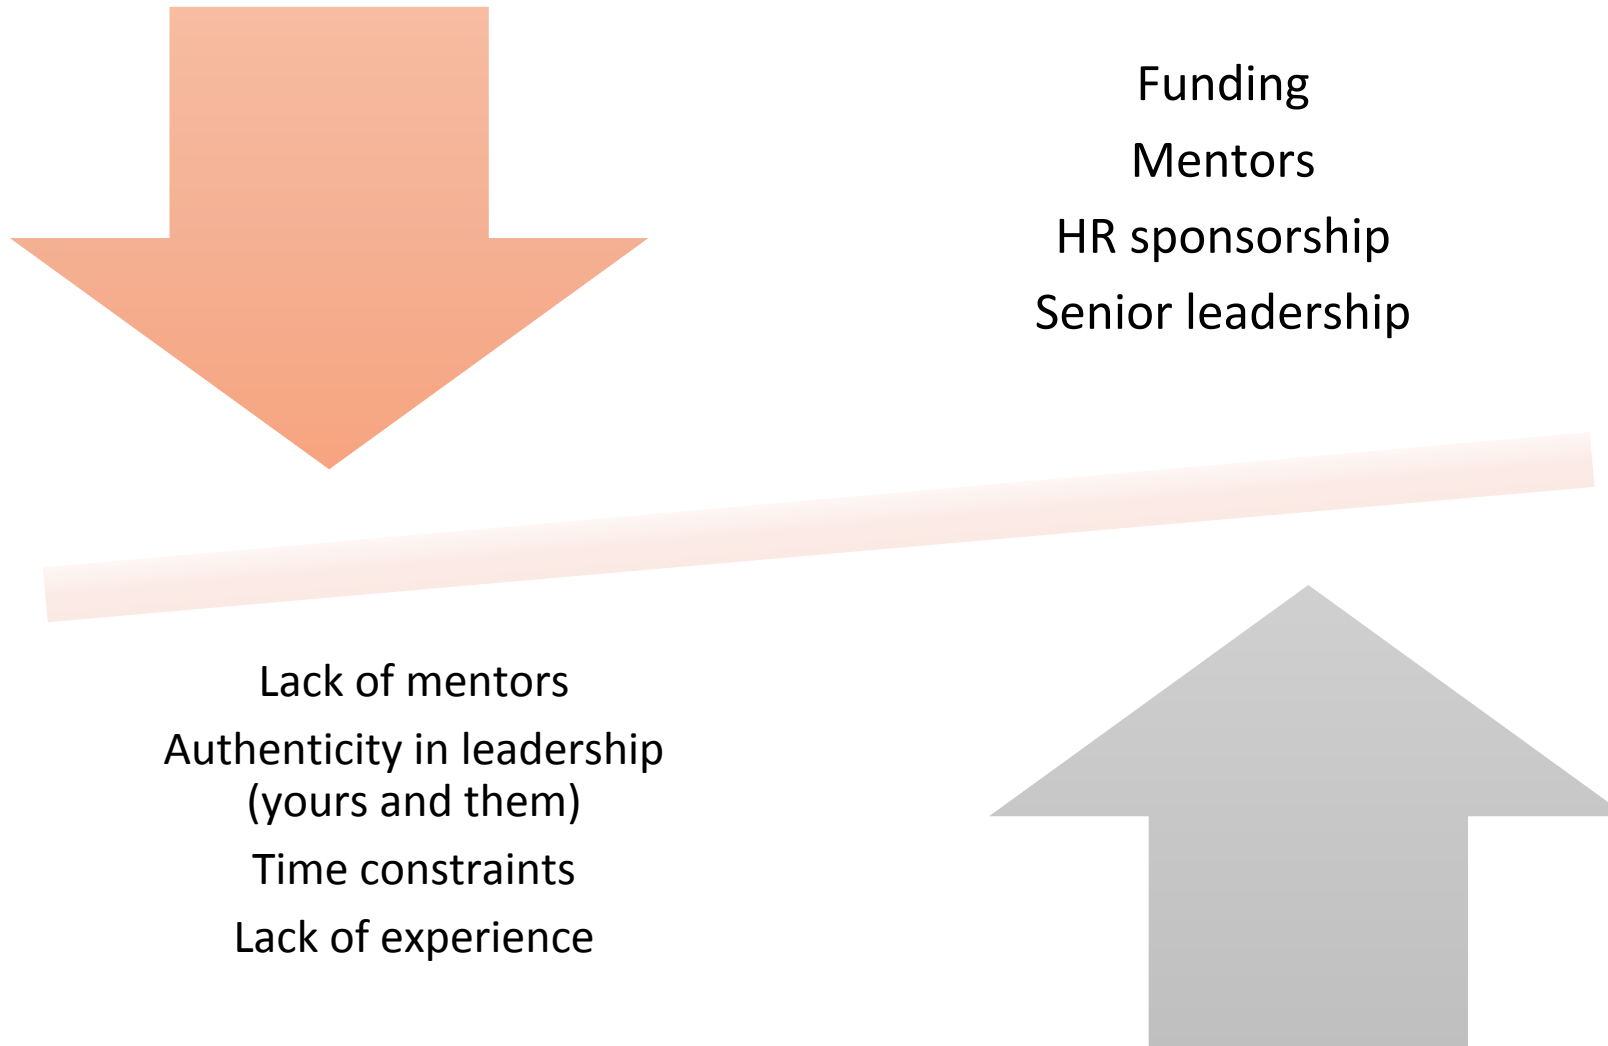 Funding
Mentors
HR sponsorship
Senior leadership
Lack of mentors
Authenticity in leadership
(yours and them)
Time constraints
Lack of experience